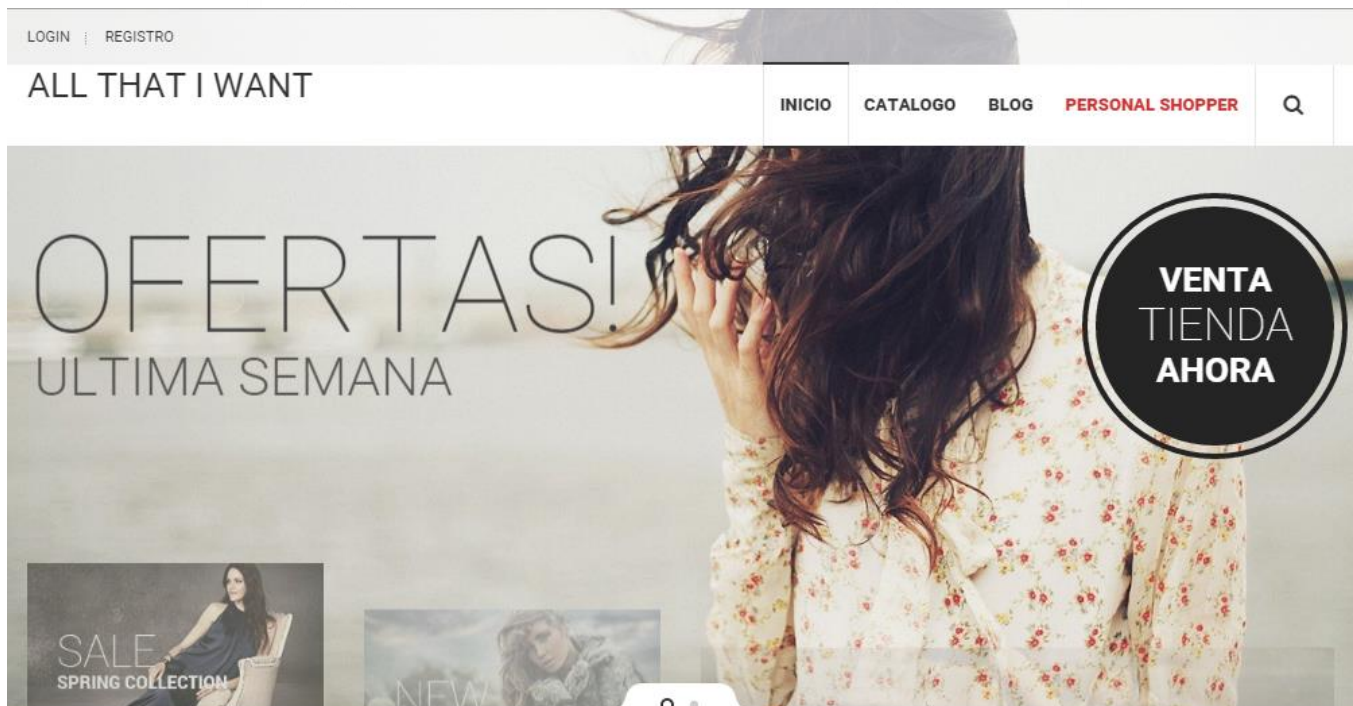 LOGIN
REGISTRO
ALL THAT I WANT
INICIO
CATALOGO
BLOG
PERSONAL SHOPPER
OFERTAS!
ULTIMA SEMANA
VENTA
TIENDA
AHORA
SALE
SPRING COLLECTION
NEW